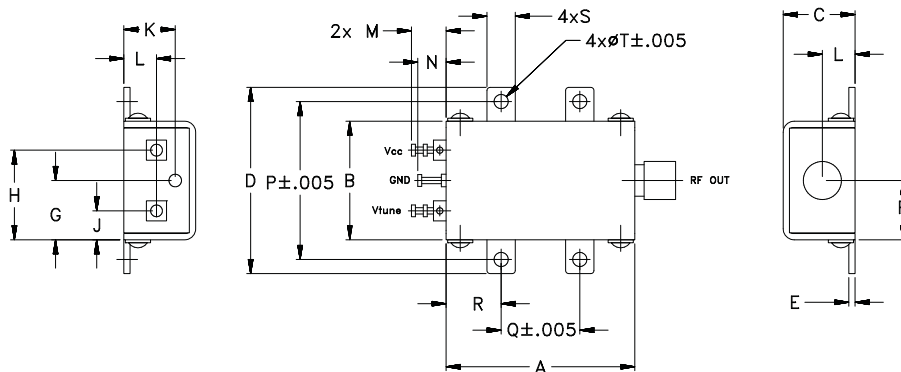 K
L
2x M
N
4xS
4xøT±.005
C
L
H
G
J
D
P±.005
B
Vcc
GND
Vtune
RF OUT
R
Q±.005
A
E